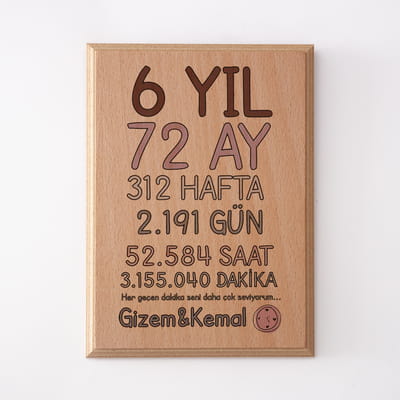 6 YIL
72 AY
312 HAFTA
2.191 GÜN
52.584 SAAT
3.155.040 DAKİKA
Her geçen dakika seni daha çok seviyorum...
Gizem&Kemal